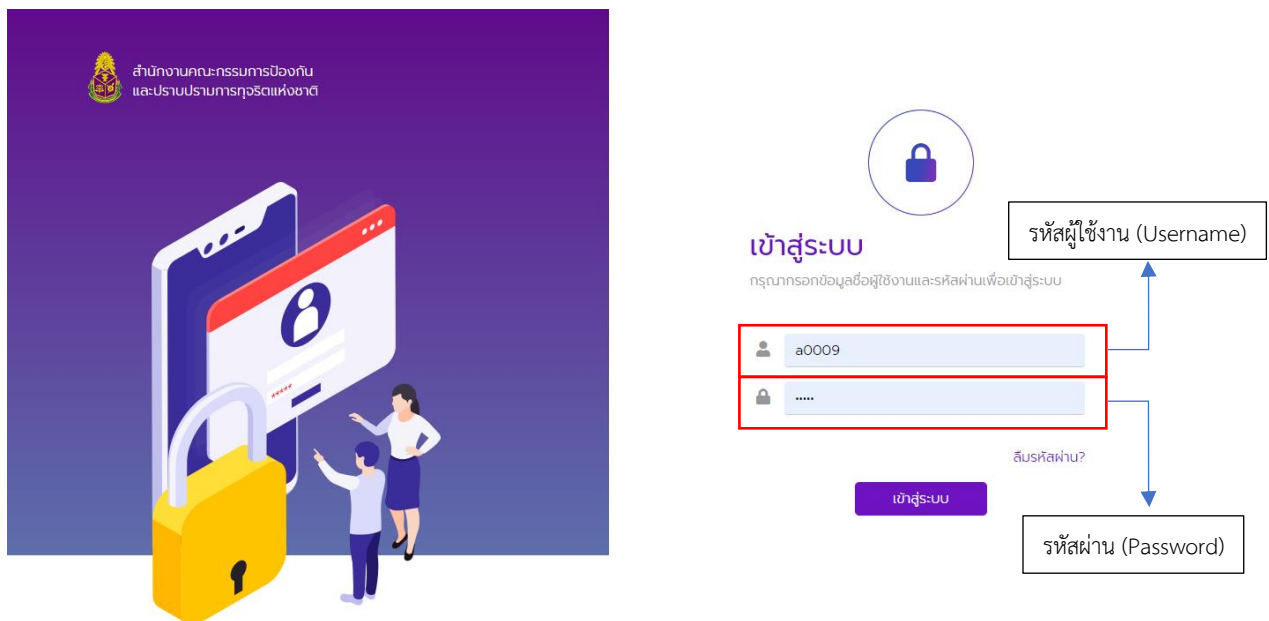 สำนักงานคณะกรรมการป้องกัน
และปราบปรามการทุจริตแห่งชาติ
เข้าสู่ระบบ
กรุณากรอกข้อมูลชื่อผู้ใช้งานและรหัสผ่านเพื่อเข้าสู่ระบบ
รหัสผู้ใช้งาน (Username)
a0009
•••••
ลืมรหัสผ่าน?
เข้าสู่ระบบ
รหัสผ่าน (Password)
*****